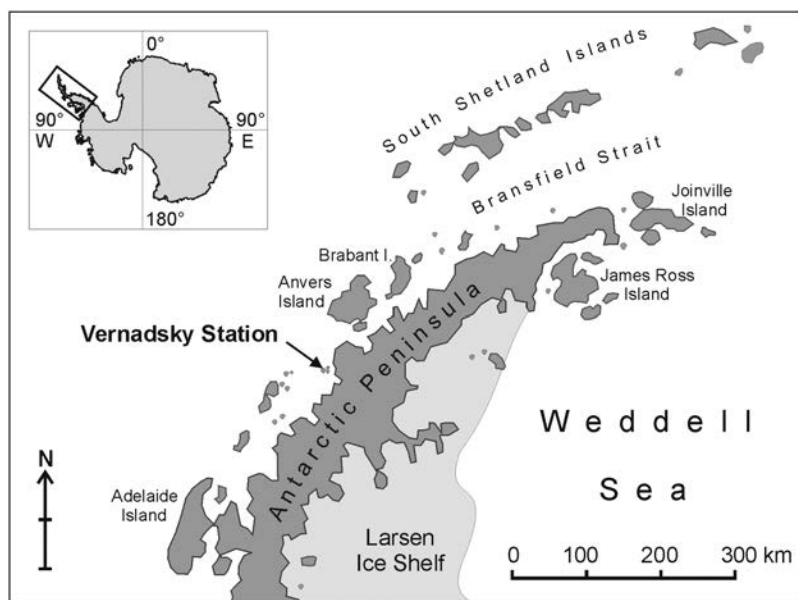 0°
90°
W
90°
E
180°
South Shetland Islands
Bransfield Strait
Joinville
Island
Brabant I.
Anvers
Island
James Ross
Island
Vernadsky Station
Antarctic Peninsula
Weddell
Sea
N
Adelaide
Island
Larsen
Ice Shelf
0 100 200 300 km